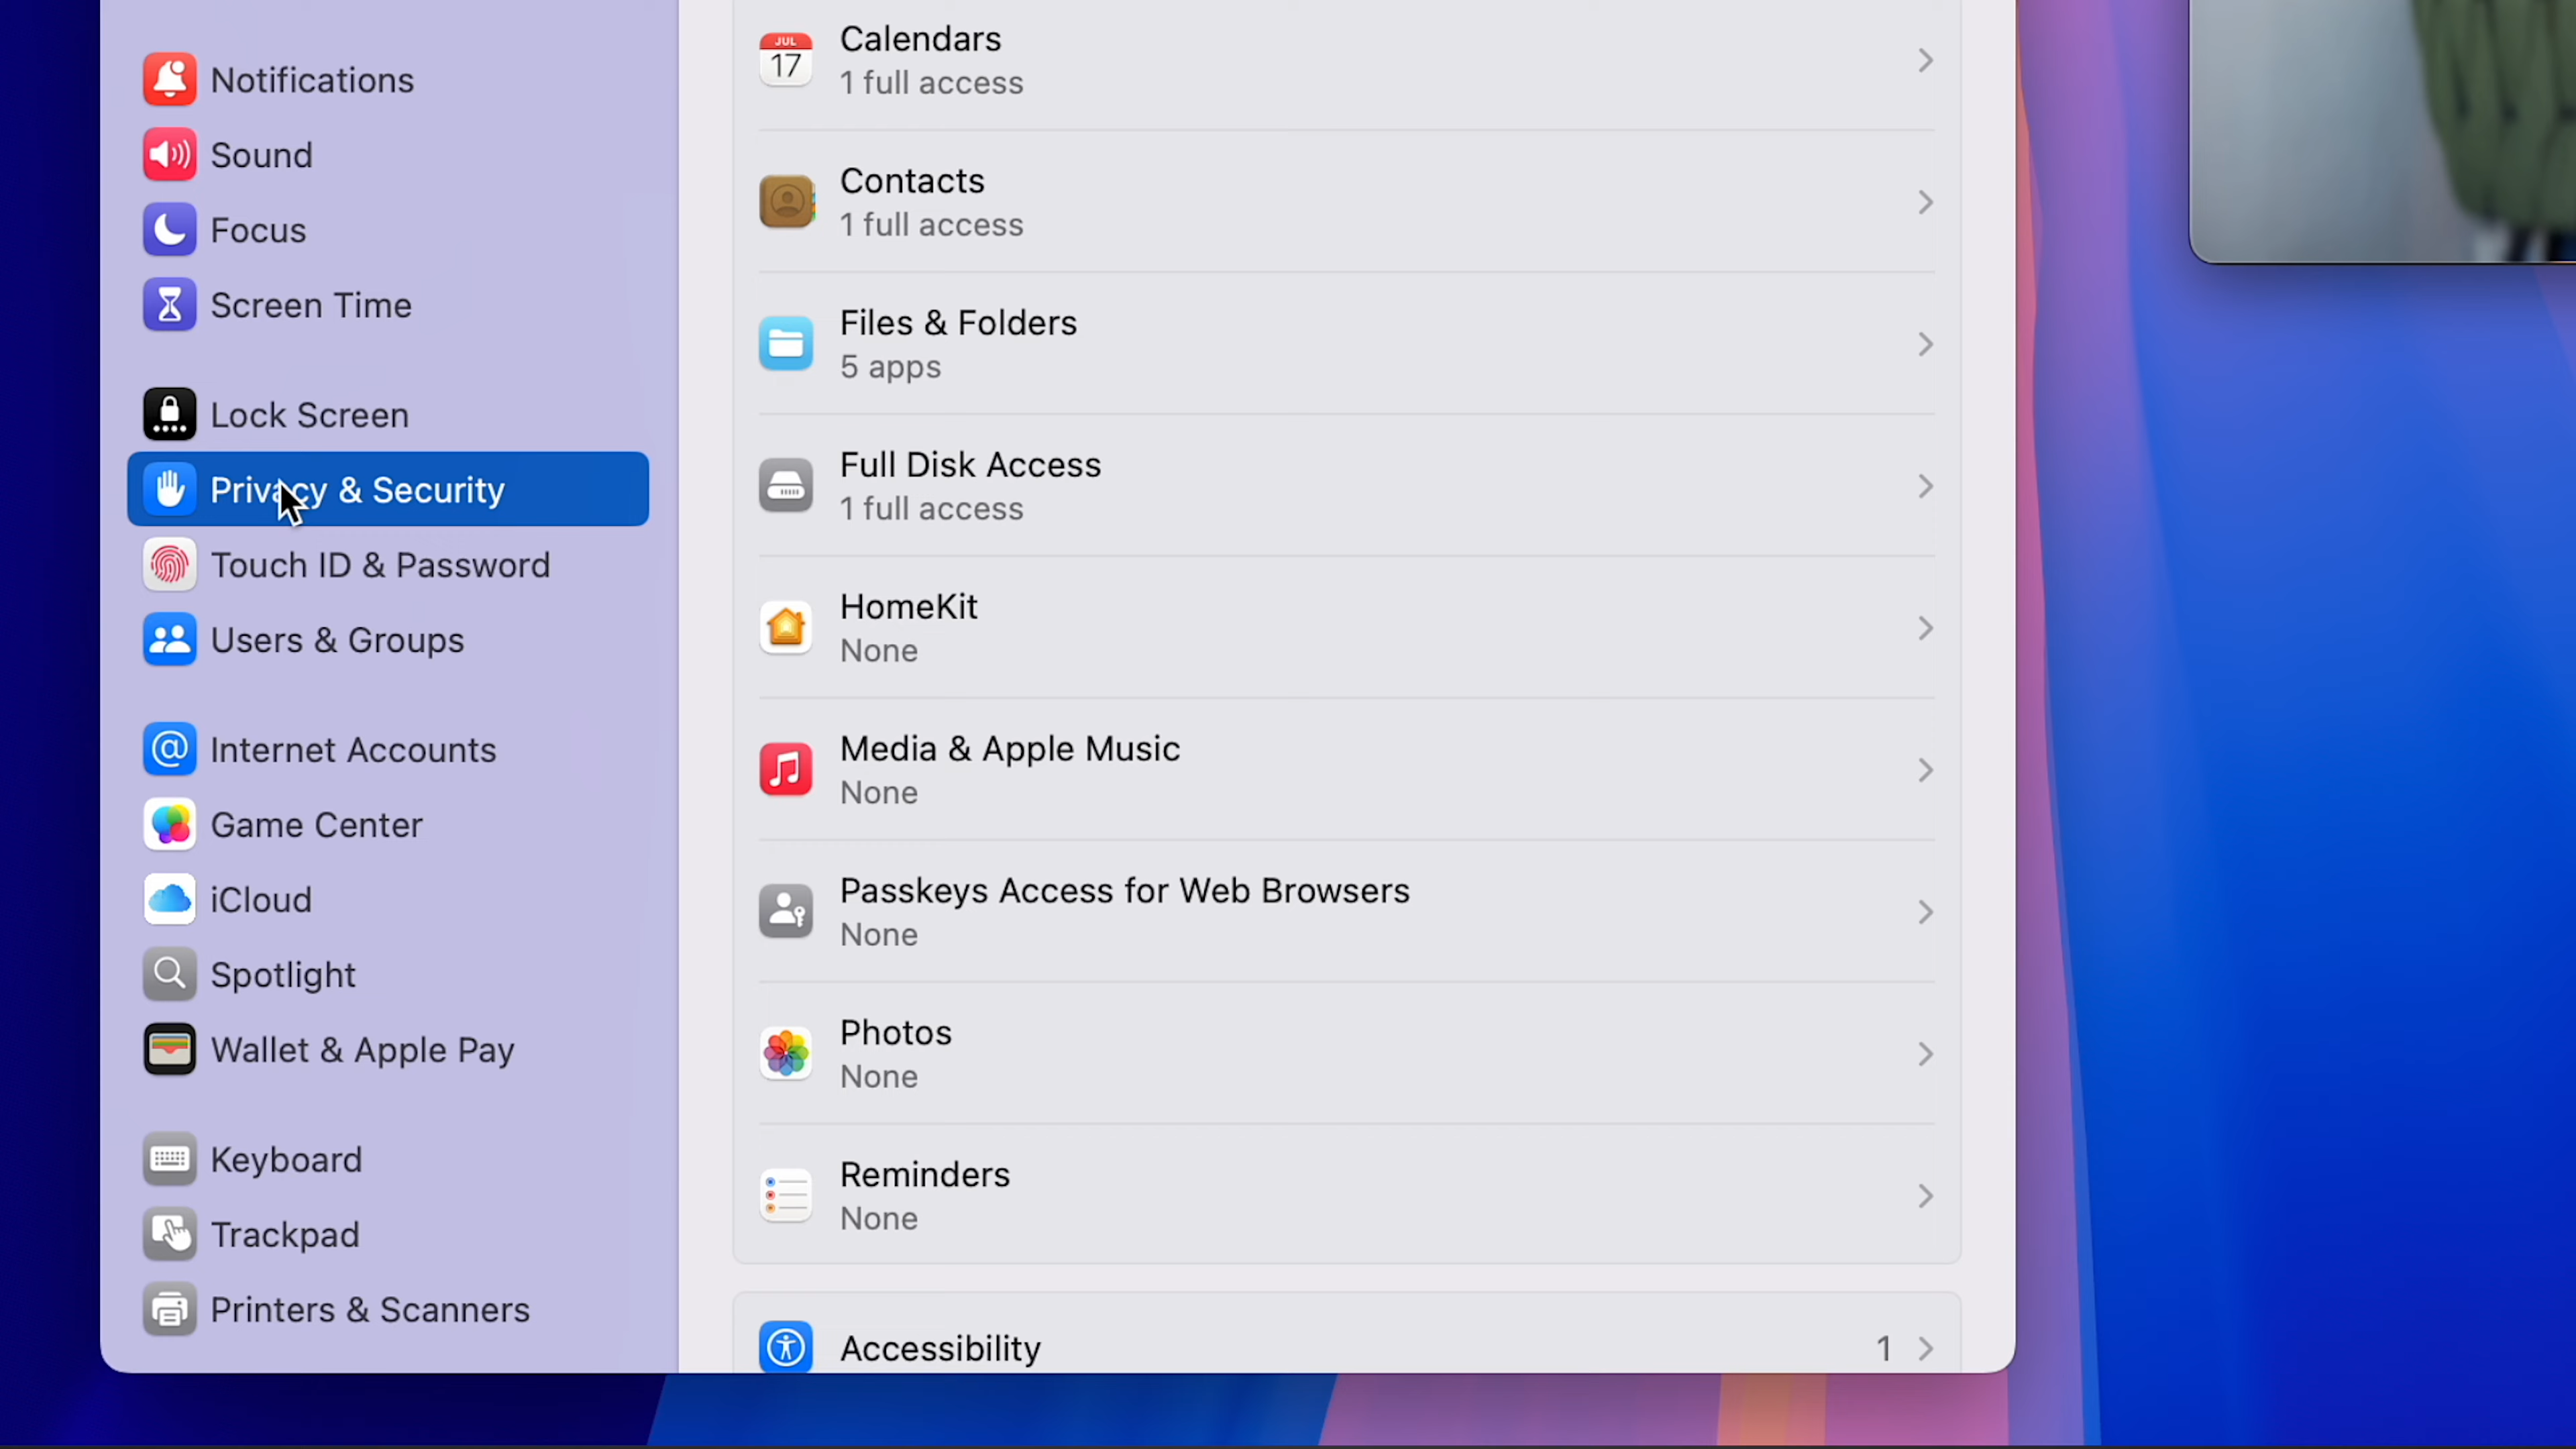 Notifications
Sound
Focus
Screen Time
Lock Screen
Privacy & Security
Touch ID & Password
Users & Groups
Internet Accounts
Game Center
iCloud
Spotlight
Wallet & Apple Pay
Keyboard
Trackpad
Printers & Scanners
JUL
17
Calendars
1 full access
Contacts
1 full access
Files & Folders
5 apps
Full Disk Access
1 full access
HomeKit
None
Media & Apple Music
None
Passkeys Access for Web Browsers
None
Photos
None
Reminders
None
Accessibility 1